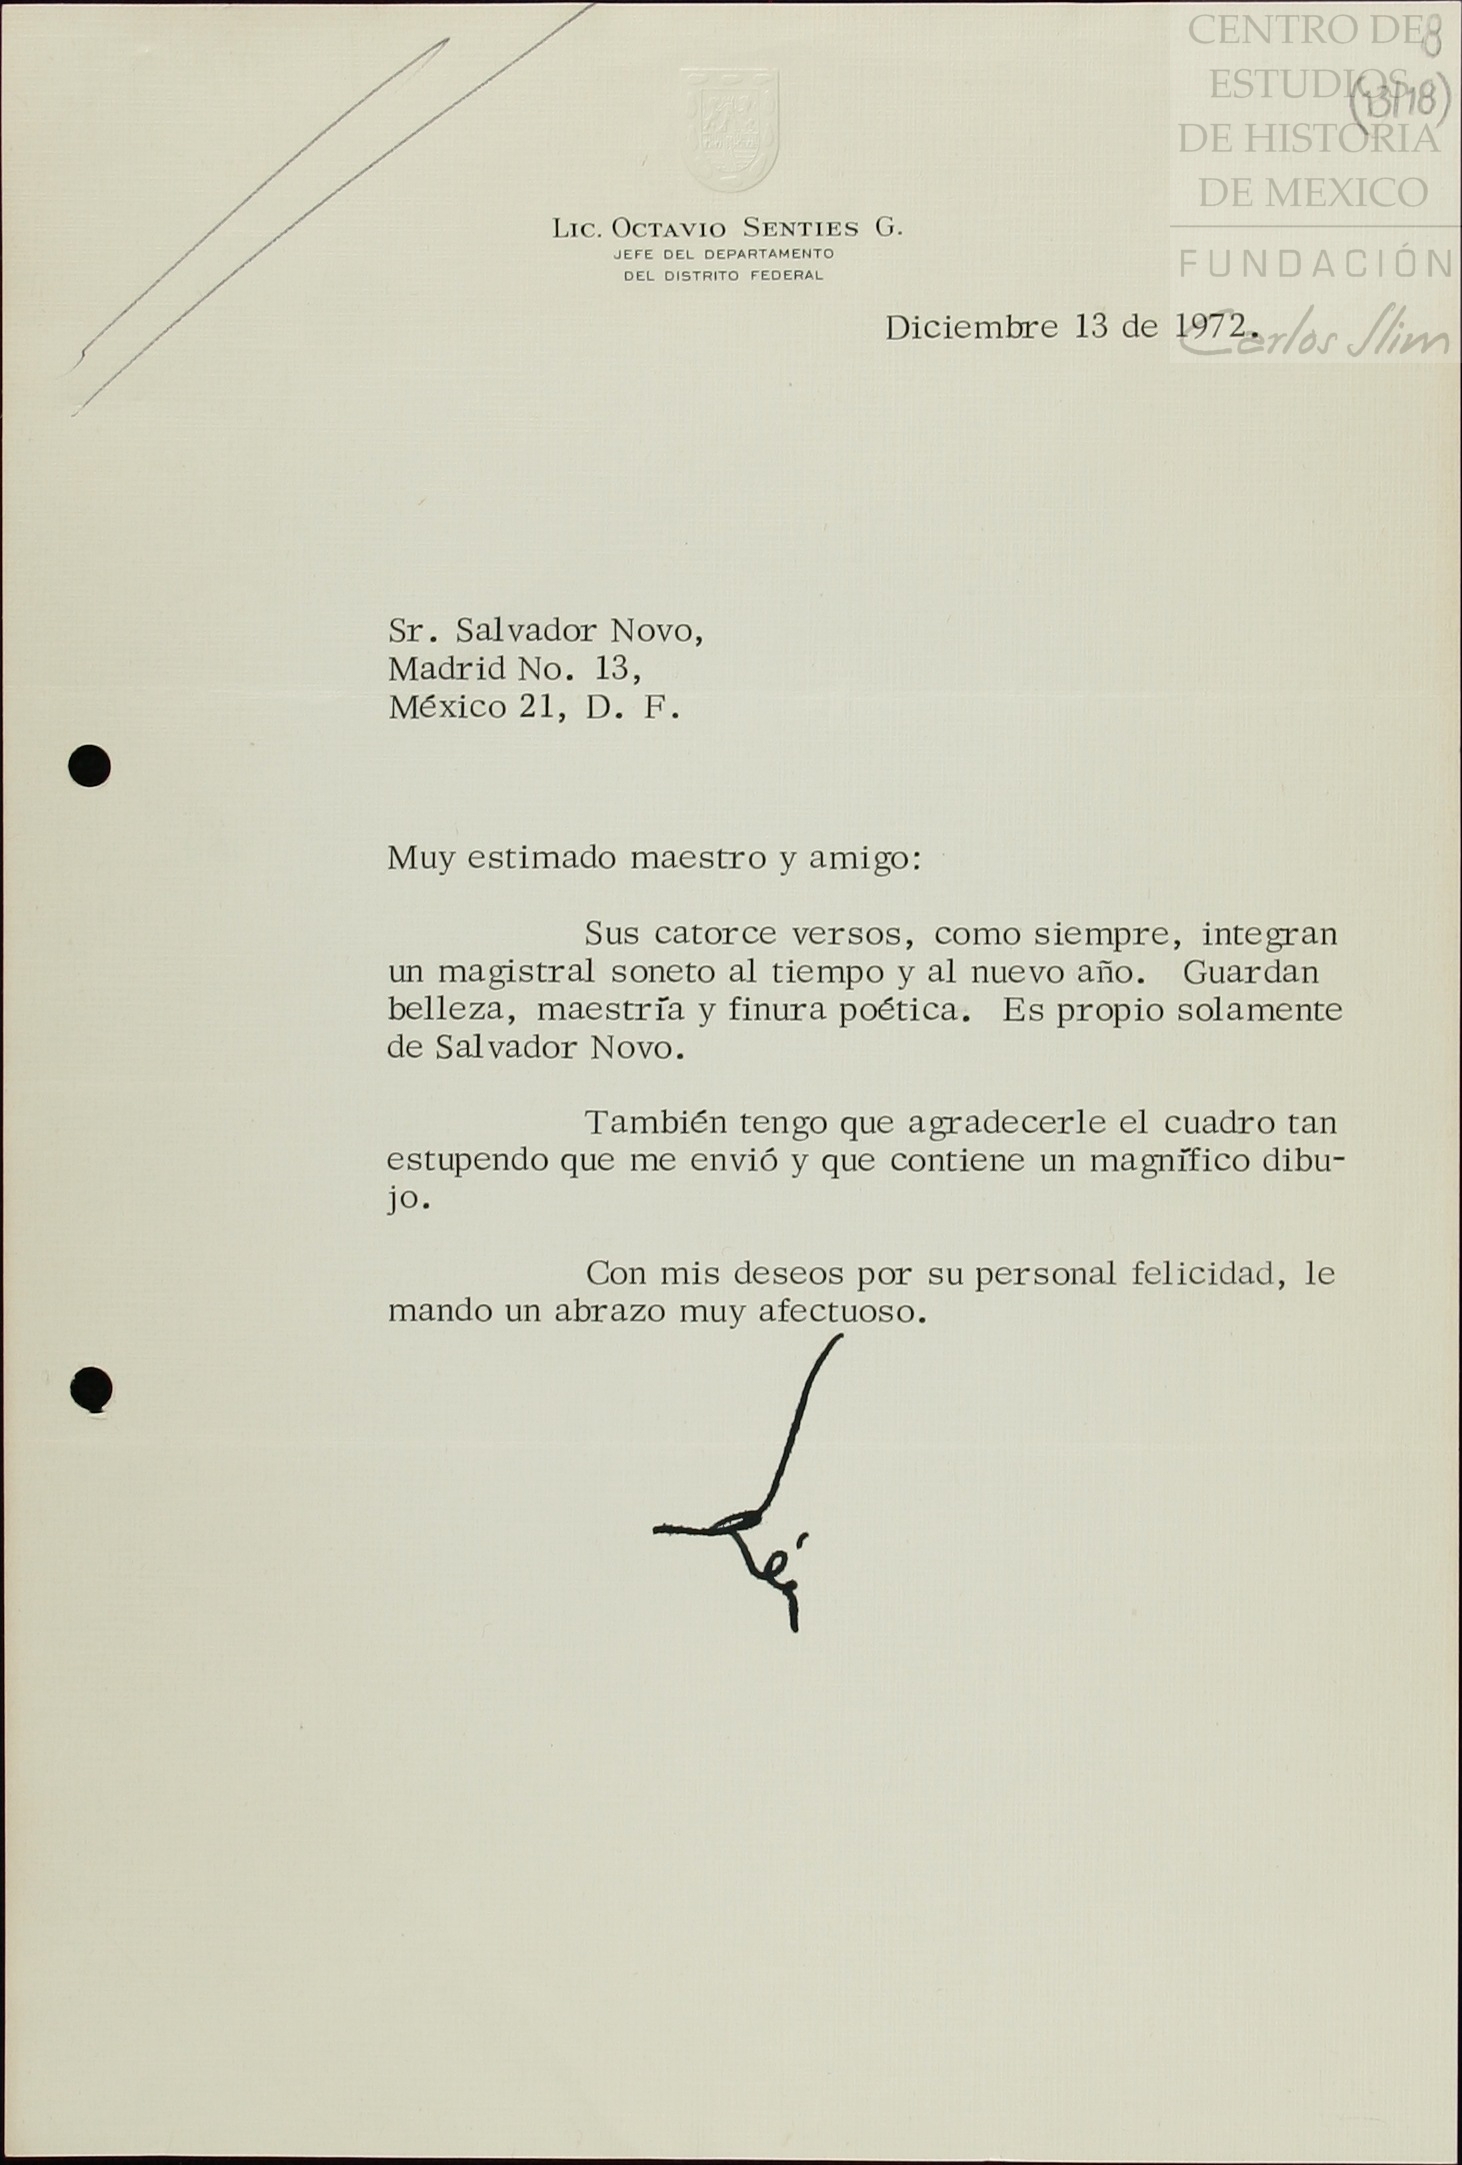 CENTRO DE
ESTUDIOS
DE HISTORIA
DE MEXICO
FUNDACIÓN
Carlos Slim
8
LIC. OCTAVIO SENTIES G.
JEFE DEL DEPARTAMENTO
DEL DISTRITO FEDERAL
Diciembre 13 de 1972.
Sr. Salvador Novo,
Madrid No. 13,
México 21, D. F.
Muy estimado maestro y amigo:
Sus catorce versos, como siempre, integran
un magistral soneto al tiempo y al nuevo año. Guardan
belleza, maestría y finura poética. Es propio solamente
de Salvador Novo.
También tengo que agradecerle el cuadro tan
estupendo que me envió y que contiene un magnífico dibu-
jo.
Con mis deseos por su personal felicidad, le
mando un abrazo muy afectuoso.